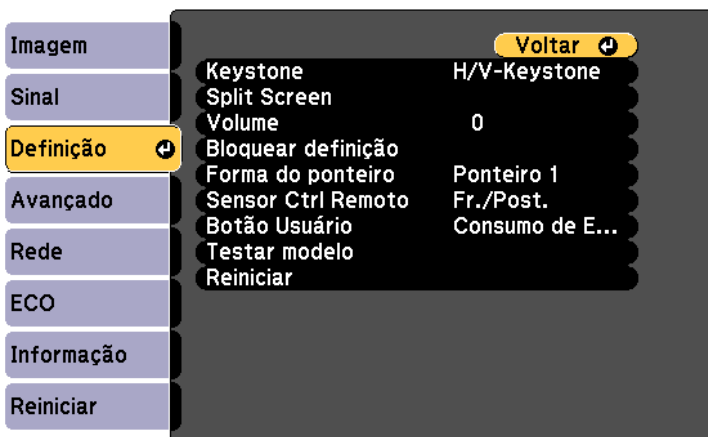 Imagem
Sinal
Definição
Avançado
Rede
ECO
Informação
Reiniciar
Voltar
Keystone H/V-Keystone
Split Screen
Volume 0
Bloquear definição
Forma do ponteiro Ponteiro 1
Sensor Ctrl Remoto Fr./Post.
Botão Usuário Consumo de E...
Testar modelo
Reiniciar